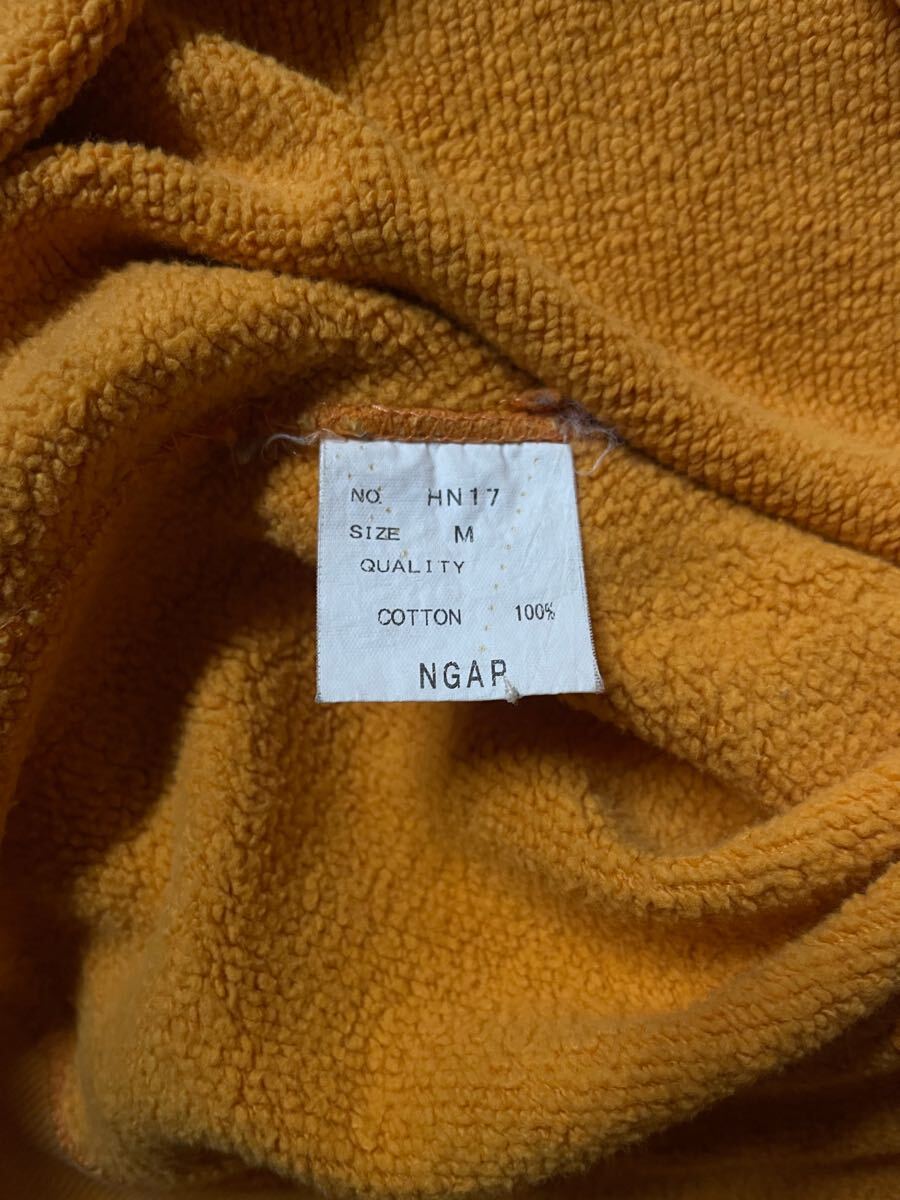 NO. HN17
SIZE M
QUALITY
COTTON 100%
NGAP